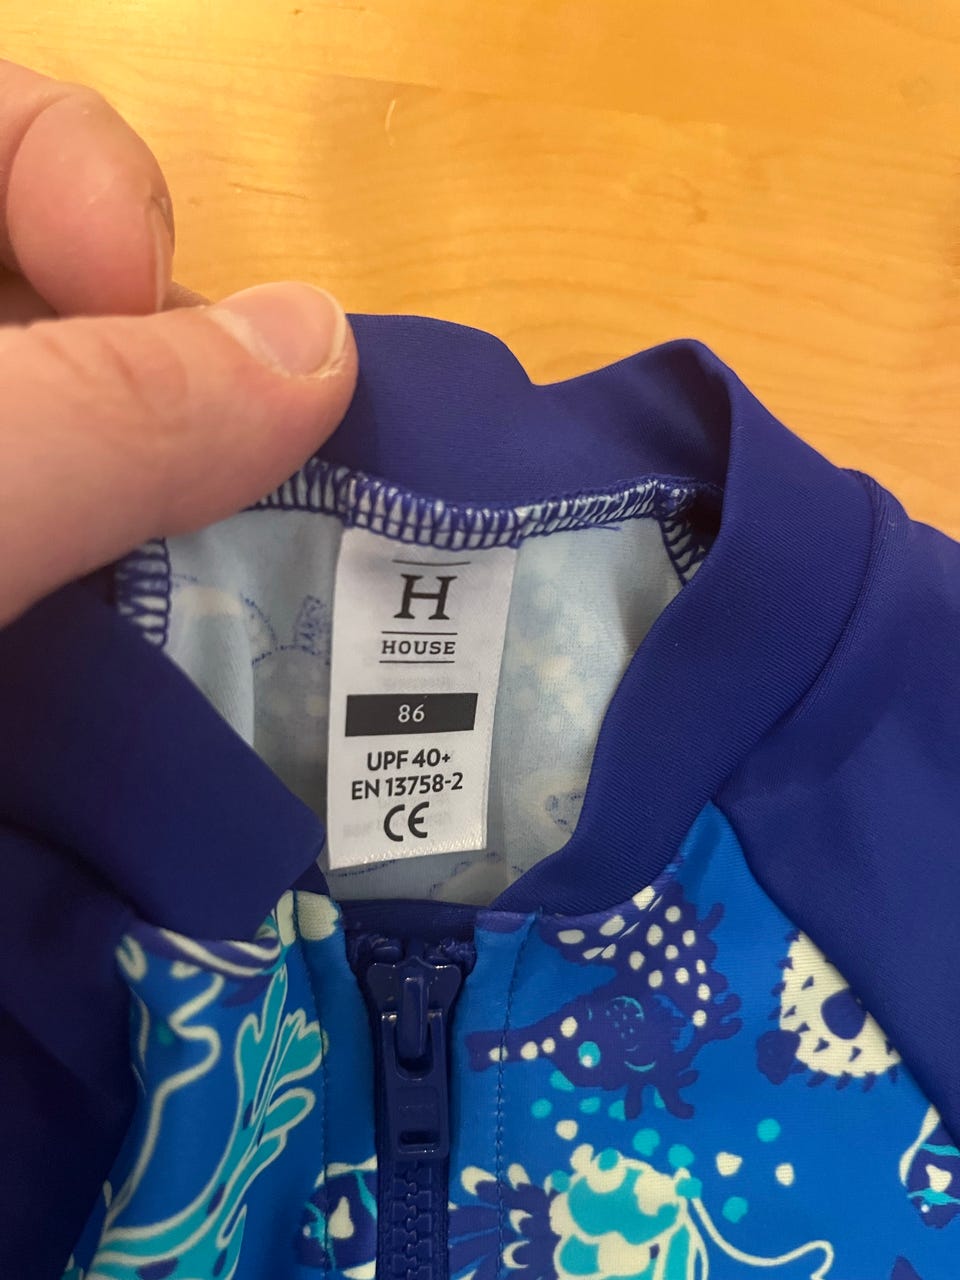 H
HOUSE
86
UPF 40+
EN 13758-2
CE